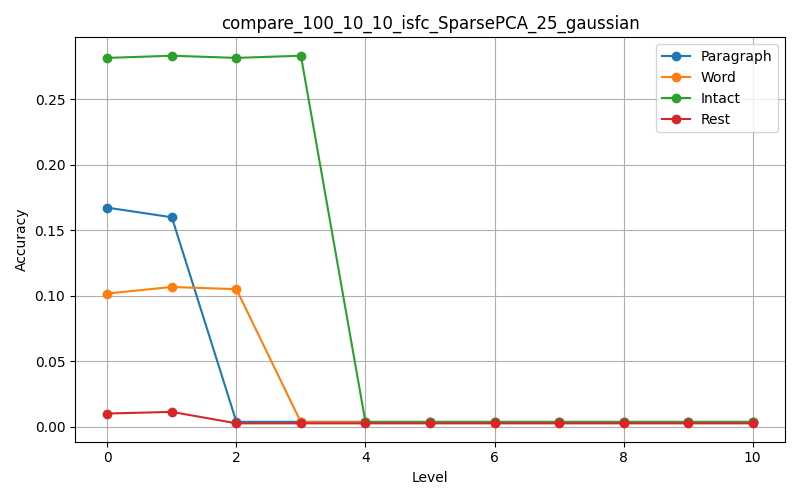 compare_100_10_10_isfc_SparsePCA_25_gaussian
Paragraph
Word
Intact
Rest
Accuracy
0.25
0.20
0.15
0.10
0.05
0.00
0 2 4 6 8 10
Level